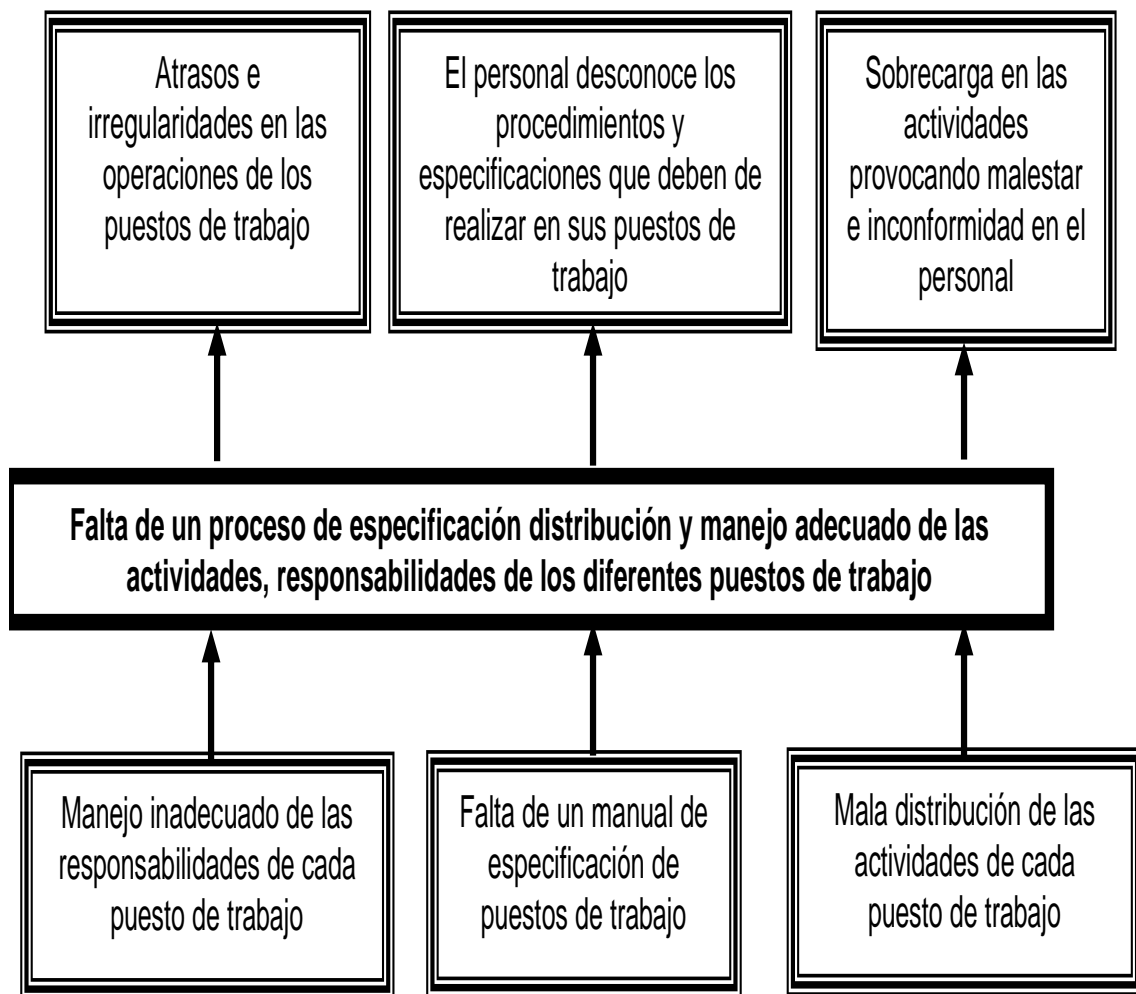 Atrasos e
irregularidades en las
operaciones de los
puestos de trabajo
El personal desconoce los
procedimientos y
especificaciones que deben de
realizar en sus puestos de
trabajo
Sobrecarga en las
actividades
provocando malestar
e inconformidad en el
personal
Falta de un proceso de especificación distribución y manejo adecuado de las
actividades, responsabilidades de los diferentes puestos de trabajo
Manejo inadecuado de las
responsabilidades de cada
puesto de trabajo
Falta de un manual de
especificación de
puestos de trabajo
Mala distribución de las
actividades de cada
puesto de trabajo